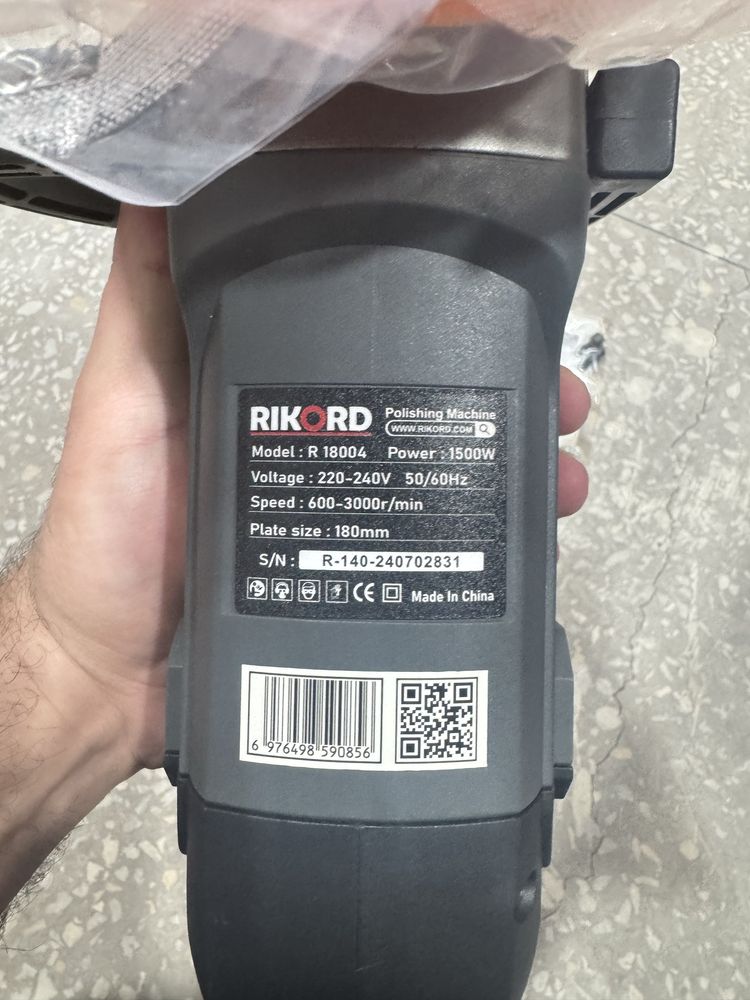 RIKORD Polishing Machine
WWW.RIKORD.COM
Model : R 18004 Power : 1500W
Voltage : 220-240V 50/60Hz
Speed : 600-3000r/min
Plate size : 180mm
S/N : R-140-240702831
CE Made In China
6 976498 590856